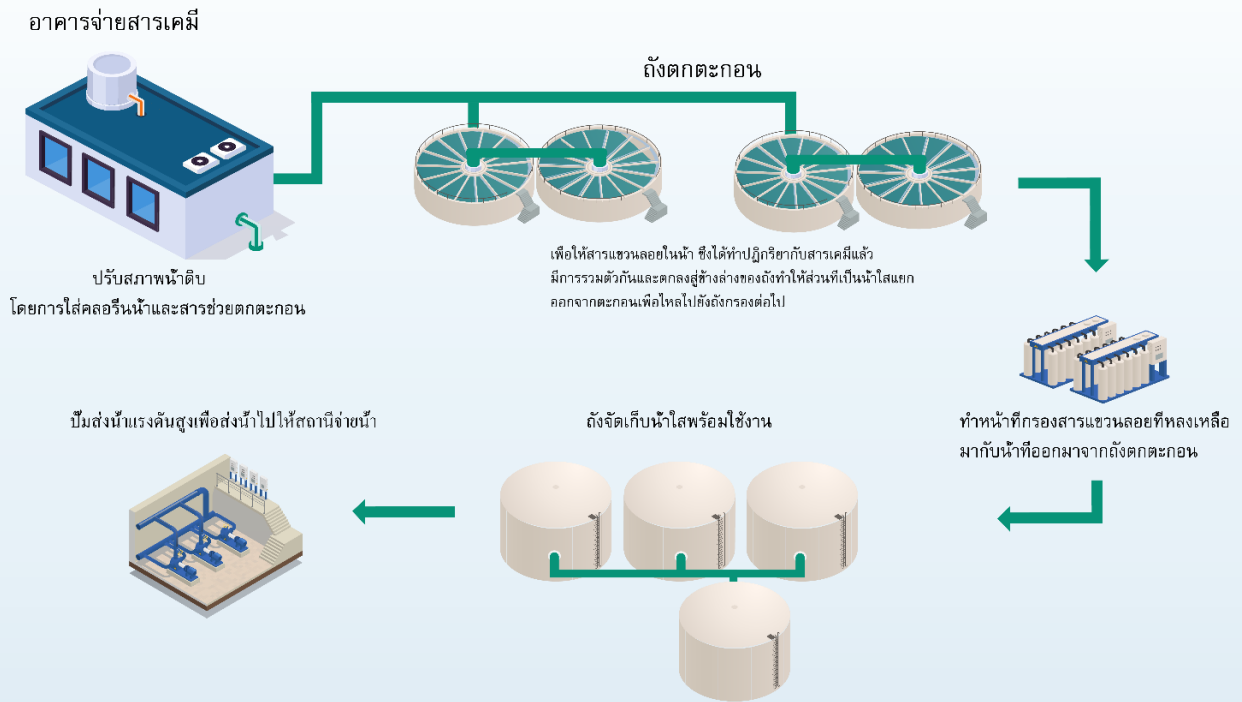 อาคารจ่ายสารเคมี
ถังตกตะกอน
ปรับสภาพน้ำดิบ
โดยการใส่คลอรีนน้ำและสารช่วยตกตะกอน
เพื่อให้สารแขวนลอยในน้ำ ซึ่งได้ทำปฏิกริยากับสารเคมีแล้ว
มีการรวมตัวกันและตกลงสู่ข้างล่างของถังทำให้ส่วนที่เป็นน้ำใสแยก
ออกจากตะกอนเพื่อไหลไปยังถังกรองต่อไป
ทำหน้าที่กรองสารแขวนลอยที่หลงเหลือ
มากับน้ำที่ออกมาจากถังตกตะกอน
ถังจัดเก็บน้ำใสพร้อมใช้งาน
ปั๊มส่งน้ำแรงดันสูงเพื่อส่งน้ำไปให้สถานีจ่ายน้ำ